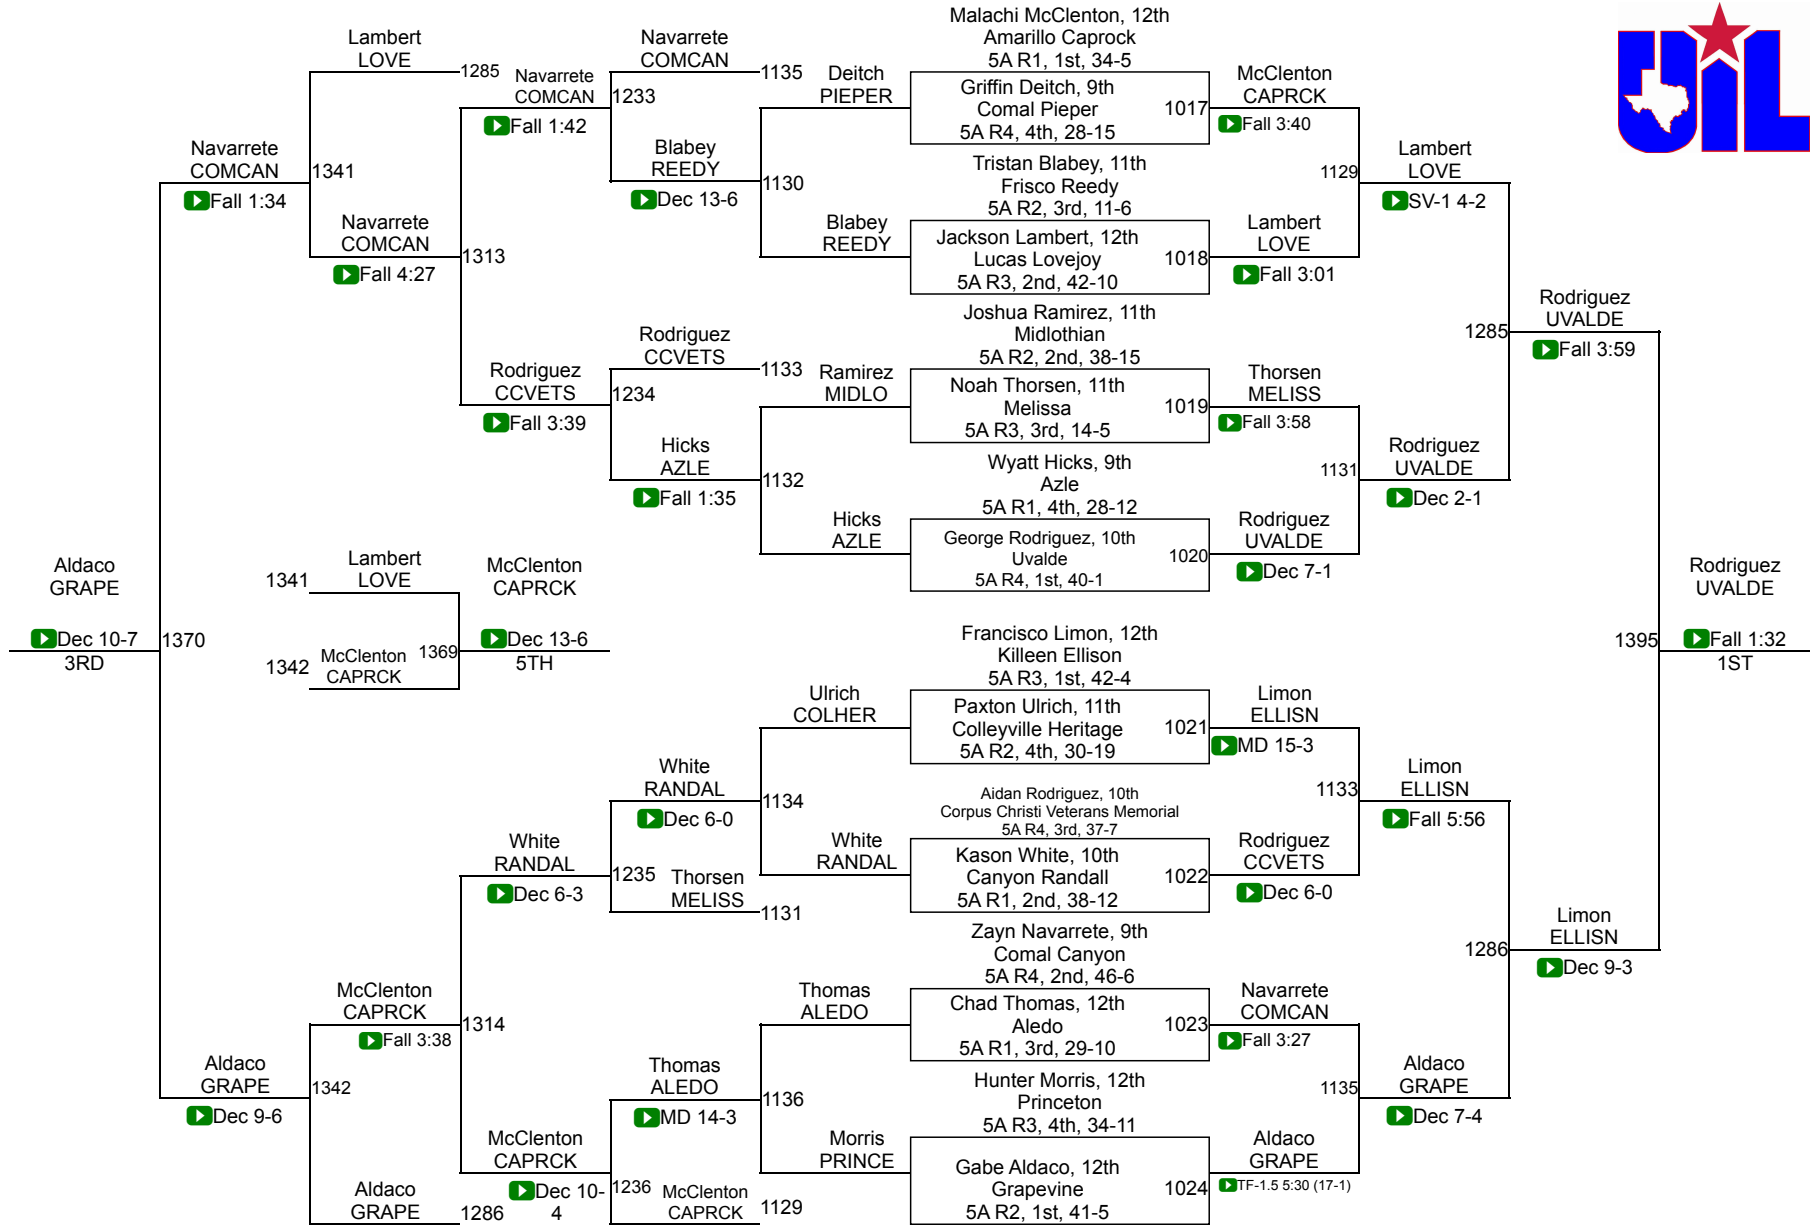 UIL
Malachi McClenton, 12th
Amarillo Caprock
5A R1, 1st, 34-5
Griffin Deitch, 9th
Comal Pieper
5A R4, 4th, 28-15
1017
Tristan Blabey, 11th
Frisco Reedy
5A R2, 3rd, 11-6
Jackson Lambert, 12th
Lucas Lovejoy
5A R3, 2nd, 42-10
1018
Joshua Ramirez, 11th
Midlothian
5A R2, 2nd, 38-15
Noah Thorsen, 11th
Melissa
5A R3, 3rd, 14-5
1019
Wyatt Hicks, 9th
Azle
5A R1, 4th, 28-12
George Rodriguez, 10th
Uvalde
5A R4, 1st, 40-1
1020
Francisco Limon, 12th
Killeen Ellison
5A R3, 1st, 42-4
Paxton Ulrich, 11th
Colleyville Heritage
5A R2, 4th, 30-19
1021
Aidan Rodriguez, 10th
Corpus Christi Veterans Memorial
5A R4, 3rd, 37-7
Kason White, 10th
Canyon Randall
5A R1, 2nd, 38-12
1022
Zayn Navarrete, 9th
Comal Canyon
5A R4, 2nd, 46-6
Chad Thomas, 12th
Aledo
5A R1, 3rd, 29-10
1023
Hunter Morris, 12th
Princeton
5A R3, 4th, 34-11
Gabe Aldaco, 12th
Grapevine
5A R2, 1st, 41-5
1024
McClenton
CAPRCK
Fall 3:40
1129
Lambert
LOVE
Fall 3:01
Thorsen
MELISS
Fall 3:58
1131
Rodriguez
UVALDE
Dec 7-1
Limon
ELLISN
MD 15-3
1133
Rodriguez
CCVETS
Dec 6-0
Navarrete
COMCAN
Fall 3:27
1135
Aldaco
GRAPE
TF-1.5 5:30 (17-1)
Lambert
LOVE
SV-1 4-2
1285
Rodriguez
UVALDE
Dec 2-1
Limon
ELLISN
Fall 5:56
1286
Aldaco
GRAPE
Dec 7-4
Rodriguez
UVALDE
Fall 3:59
1395
Limon
ELLISN
Dec 9-3
Rodriguez
UVALDE
Fall 1:32
1ST
Deitch
PIEPER
1130
Blabey
REEDY
Ramirez
MIDLO
1132
Hicks
AZLE
Ulrich
COLHER
1134
White
RANDAL
Thomas
ALEDO
1136
Morris
PRINCE
Navarrete
COMCAN
1135
1233
Blabey
REEDY
Dec 13-6
Rodriguez
CCVETS
1133
1234
Hicks
AZLE
Fall 1:35
White
RANDAL
Dec 6-0
1235
Thorsen
MELISS
1131
Thomas
ALEDO
MD 14-3
1236
McClenton
CAPRCK
1129
Navarrete
COMCAN
Fall 1:42
1313
Rodriguez
CCVETS
Fall 3:39
White
RANDAL
Dec 6-3
1314
McClenton
CAPRCK
Dec 10-
4
Lambert
LOVE
1285
1341
Navarrete
COMCAN
Fall 4:27
McClenton
CAPRCK
Fall 3:38
1342
Aldaco
GRAPE
1286
Navarrete
COMCAN
Fall 1:34
1370
Aldaco
GRAPE
Dec 9-6
Aldaco
GRAPE
Dec 10-7
3RD
1341
Lambert
LOVE
1342
McClenton
CAPRCK
1369
McClenton
CAPRCK
Dec 13-6
5TH